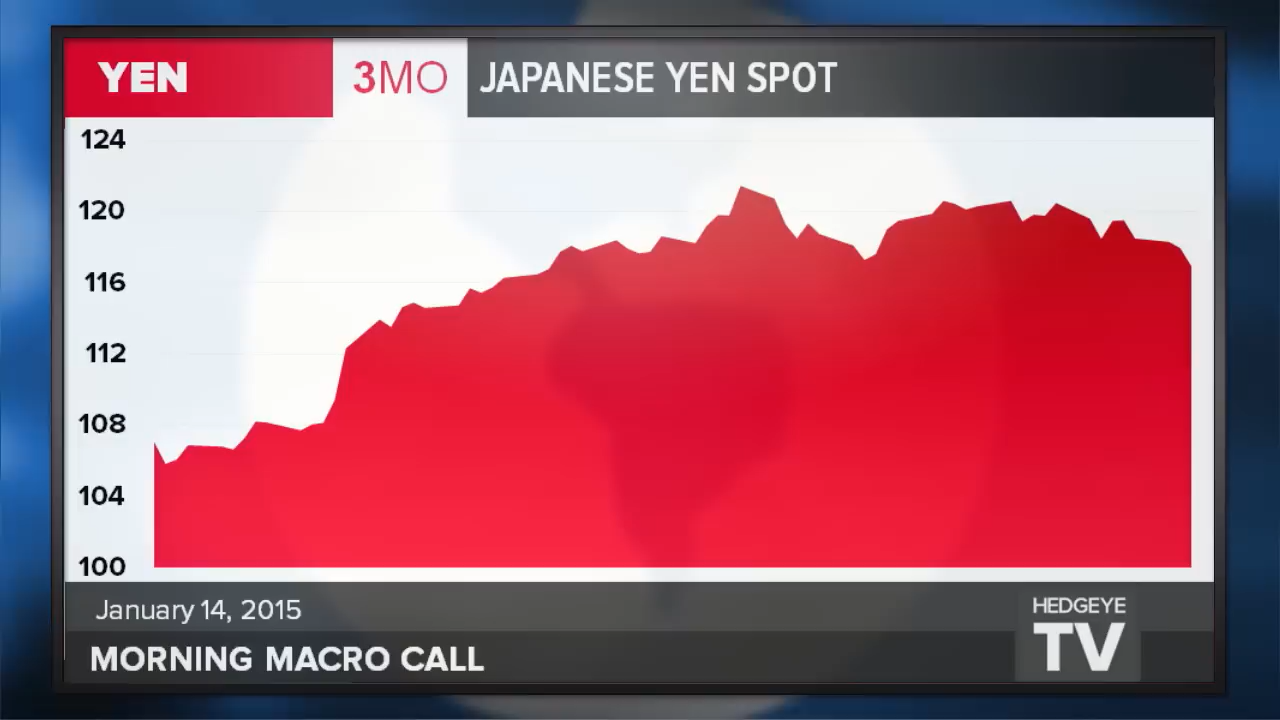 YEN 3MO JAPANESE YEN SPOT
124
120
116
112
108
104
100
January 14, 2015
MORNING MACRO CALL
HEDGEYE
TV